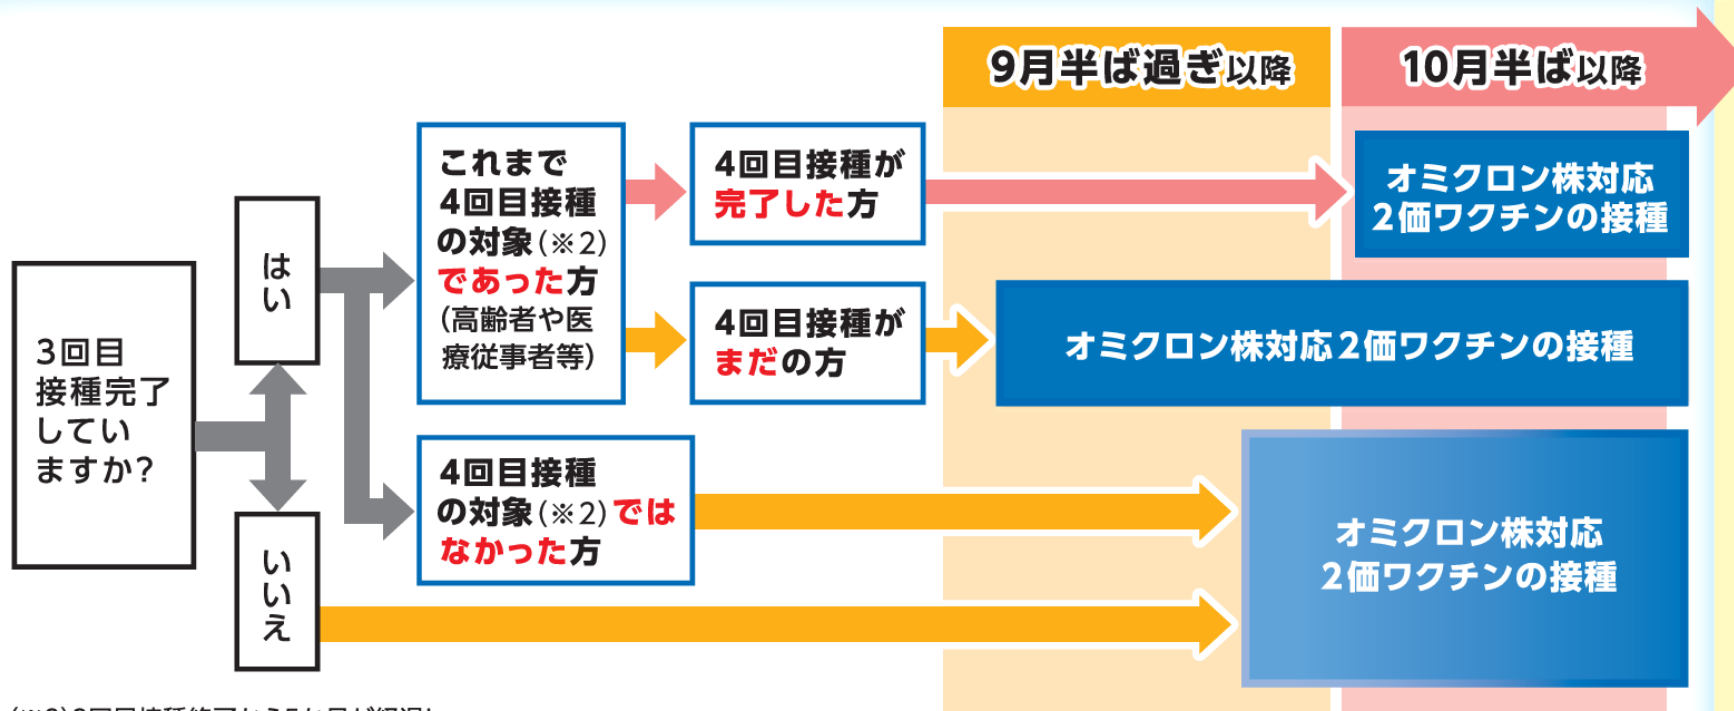 9月半ば過ぎ以降
10月半ば以降
3回目
接種完了
してい
ますか?
はい
いいえ
これまで
4回目接種
の対象(※2)
であった方
(高齢者や医
療従事者等)
4回目接種が
完了した方
オミクロン株対応
2価ワクチンの接種
4回目接種が
まだの方
オミクロン株対応2価ワクチンの接種
4回目接種
の対象(※2)では
なかった方
オミクロン株対応
2価ワクチンの接種